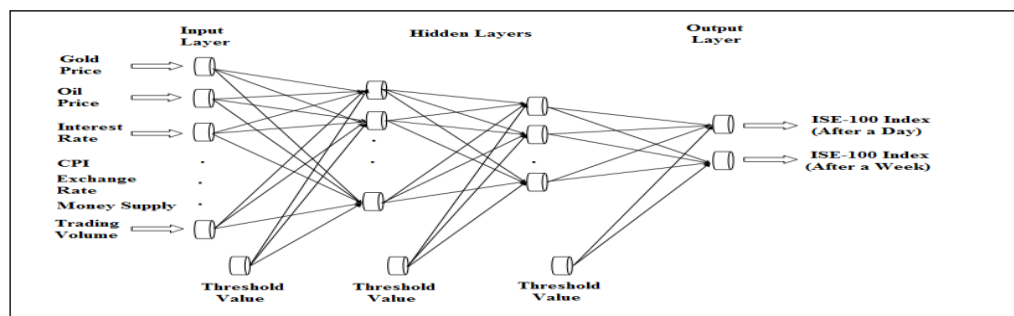 Input
Layer
Hidden Layers
Output
Layer
Gold
Price
Oil
Price
Interest
Rate
CPI
Exchange
Rate
Money Supply
Trading
Volume
ISE-100 Index
(After a Day)
ISE-100 Index
(After a Week)
Threshold
Value
Threshold
Value
Threshold
Value